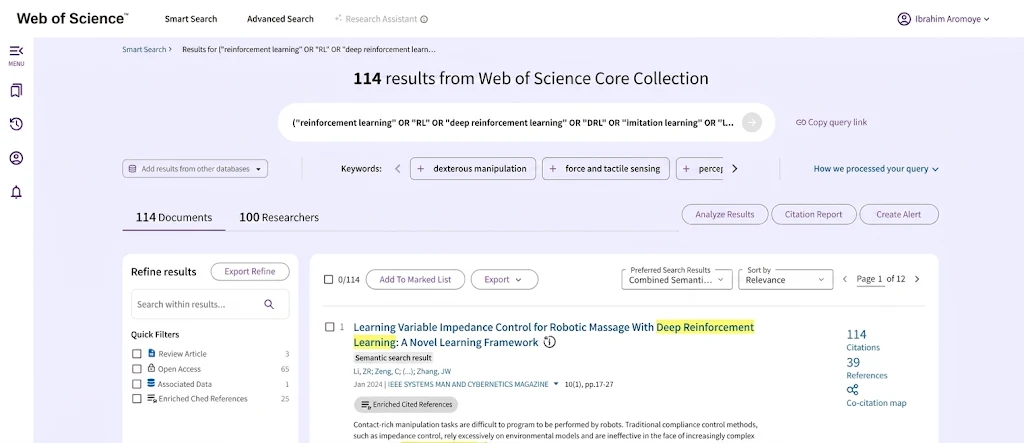 Web of Science™
Smart Search
Advanced Search
Research Assistant
Ibrahim Aromoye
MENU
Smart Search > Results for ("reinforcement learning" OR "RL" OR "deep reinforcement learn...
114 results from Web of Science Core Collection
("reinforcement learning" OR "RL" OR "deep reinforcement learning" OR "DRL" OR "imitation learning" OR "L...
Copy query link
Add results from other databases
Keywords:
+ dexterous manipulation
+ force and tactile sensing
+
How we processed your query
114 Documents
100 Researchers
Analyze Results
Citation Report
Create Alert
Refine results
Export Refine
Search within results...
Quick Filters
Review Article 3
Open Access 65
Associated Data 1
Enriched Cited References 25
0/114
Add To Marked List
Export
Preferred Search Results
Combined Semanti...
Sort by
Relevance
Page 1 of 12
1
Learning Variable Impedance Control for Robotic Massage With Deep Reinforcement
Learning: A Novel Learning Framework
Semantic search result
Li, ZR; Zeng, C; (...); Zhang, JW
Jan 2024 | IEEE SYSTEMS MAN AND CYBERNETICS MAGAZINE 10(1), pp.17-27
Enriched Cited References
Contact-rich manipulation tasks are difficult to program to be performed by robots. Traditional compliance control methods,
such as impedance control, rely excessively on environmental models and are ineffective in the face of increasingly complex
114
Citations
39
References
Co-citation map